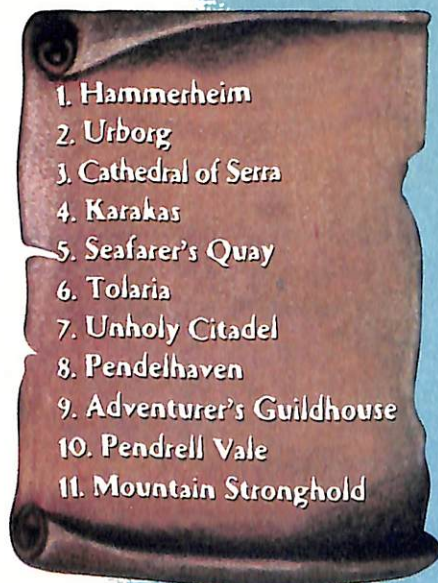 1. Hammerheim
2. Urborg
3. Cathedral of Serra
4. Karakas
5. Seafarer's Quay
6. Tolaria
7. Unholy Citadel
8. Pendelhaven
9. Adventurer's Guildhouse
10. Pendrell Vale
11. Mountain Stronghold